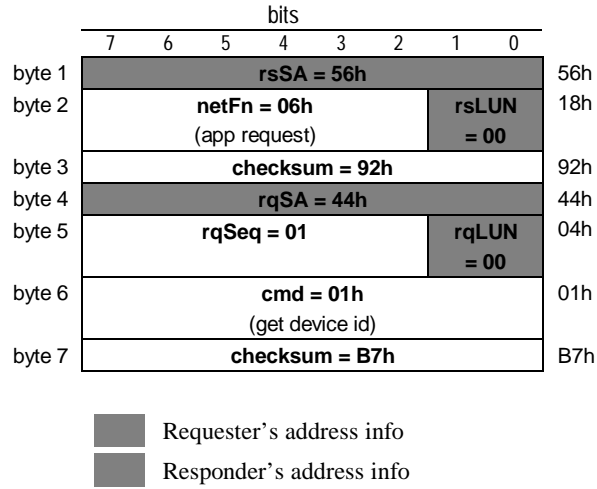 bits
7 6 5 4 3 2 1 0
byte 1 rsSA = 56h 56h
byte 2 netFn = 06h rsLUN 18h
(app request) = 00
byte 3 checksum = 92h 92h
byte 4 rqSA = 44h 44h
byte 5 rqSeq = 01 rqLUN 04h
= 00
byte 6 cmd = 01h 01h
(get device id)
byte 7 checksum = B7h B7h
Requester’s address info
Responder’s address info